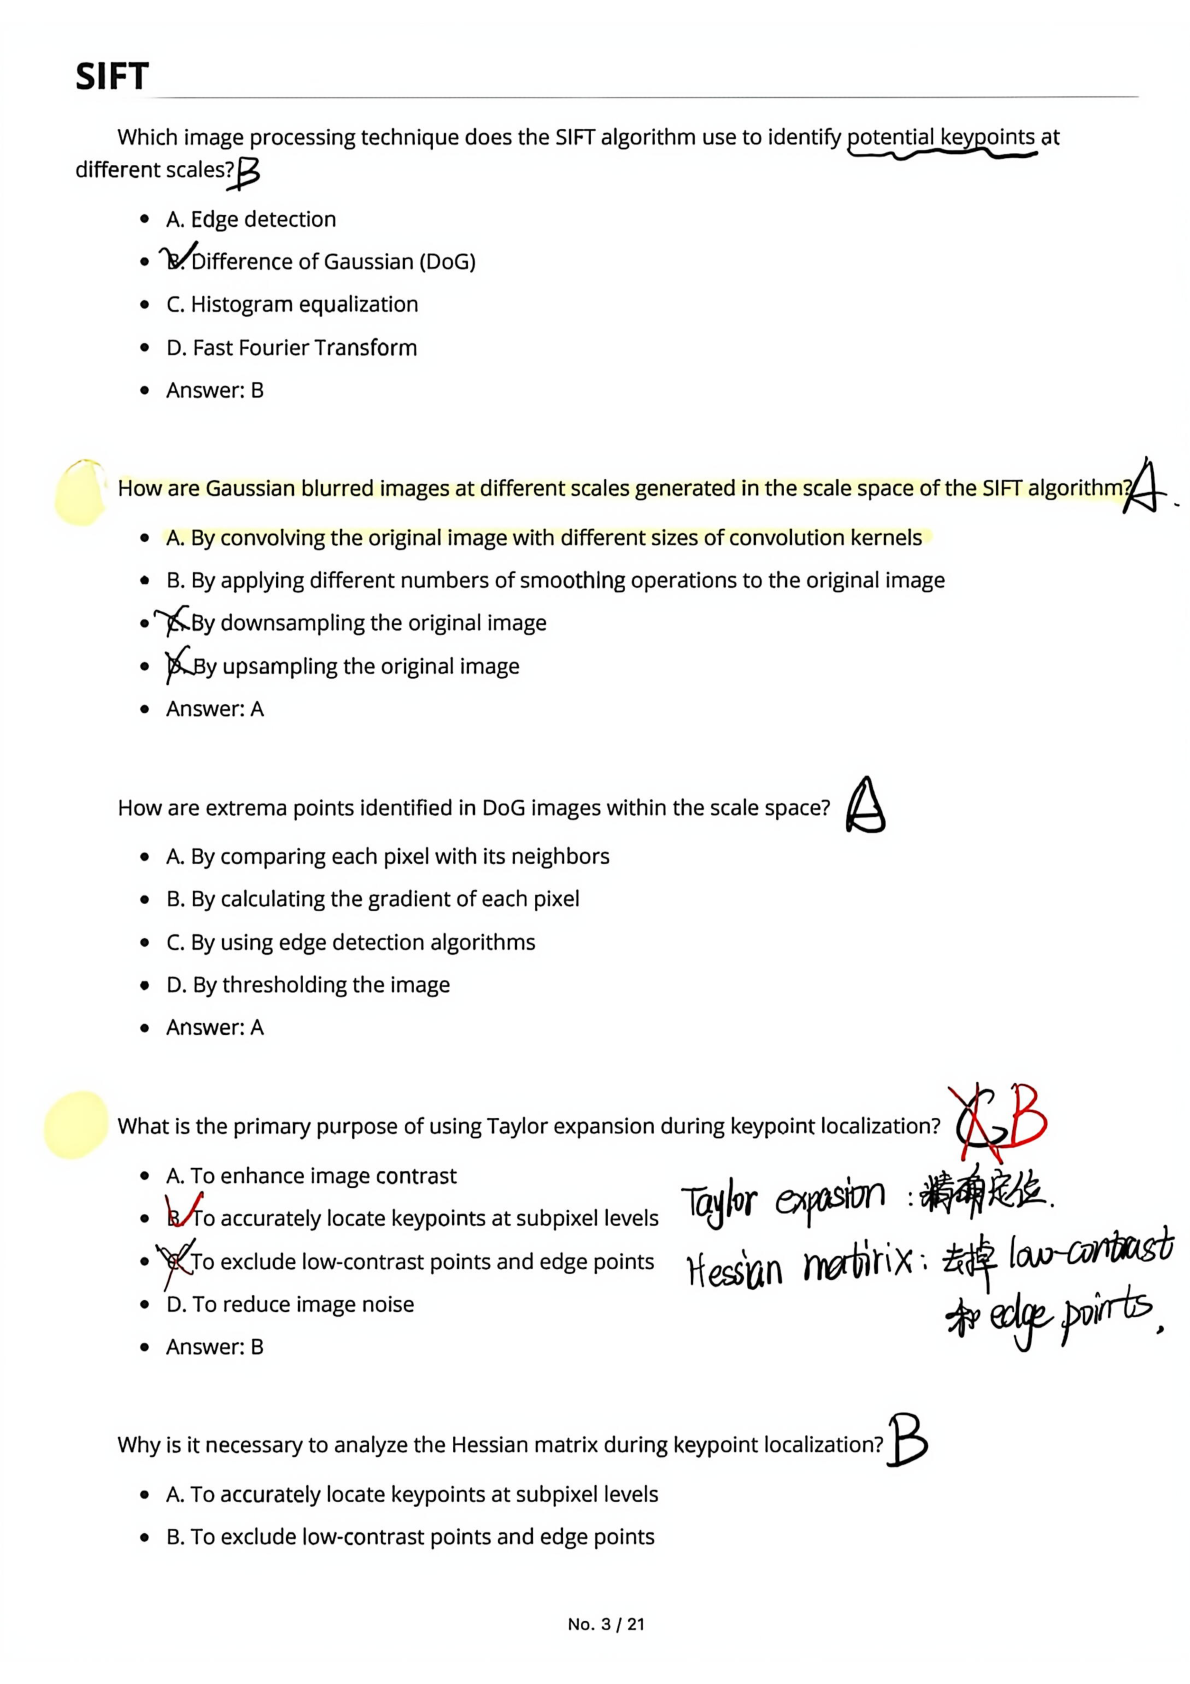 SIFT
Which image processing technique does the SIFT algorithm use to identify potential keypoints at
different scales? B
• A. Edge detection
• B. Difference of Gaussian (DoG)
• C. Histogram equalization
• D. Fast Fourier Transform
• Answer: B
How are Gaussian blurred images at different scales generated in the scale space of the SIFT algorithm? A.
• A. By convolving the original image with different sizes of convolution kernels
• B. By applying different numbers of smoothing operations to the original image
• C. By downsampling the original image
• D. By upsampling the original image
• Answer: A
How are extrema points identified in DoG images within the scale space? A
• A. By comparing each pixel with its neighbors
• B. By calculating the gradient of each pixel
• C. By using edge detection algorithms
• D. By thresholding the image
• Answer: A
What is the primary purpose of using Taylor expansion during keypoint localization? C B
• A. To enhance image contrast
Taylor expasion : 精确定位.
• B. To accurately locate keypoints at subpixel levels
• C. To exclude low-contrast points and edge points
Hessian matirix: 去掉 low-contrast
和 edge points,
• D. To reduce image noise
• Answer: B
Why is it necessary to analyze the Hessian matrix during keypoint localization? B
• A. To accurately locate keypoints at subpixel levels
• B. To exclude low-contrast points and edge points
No. 3 / 21